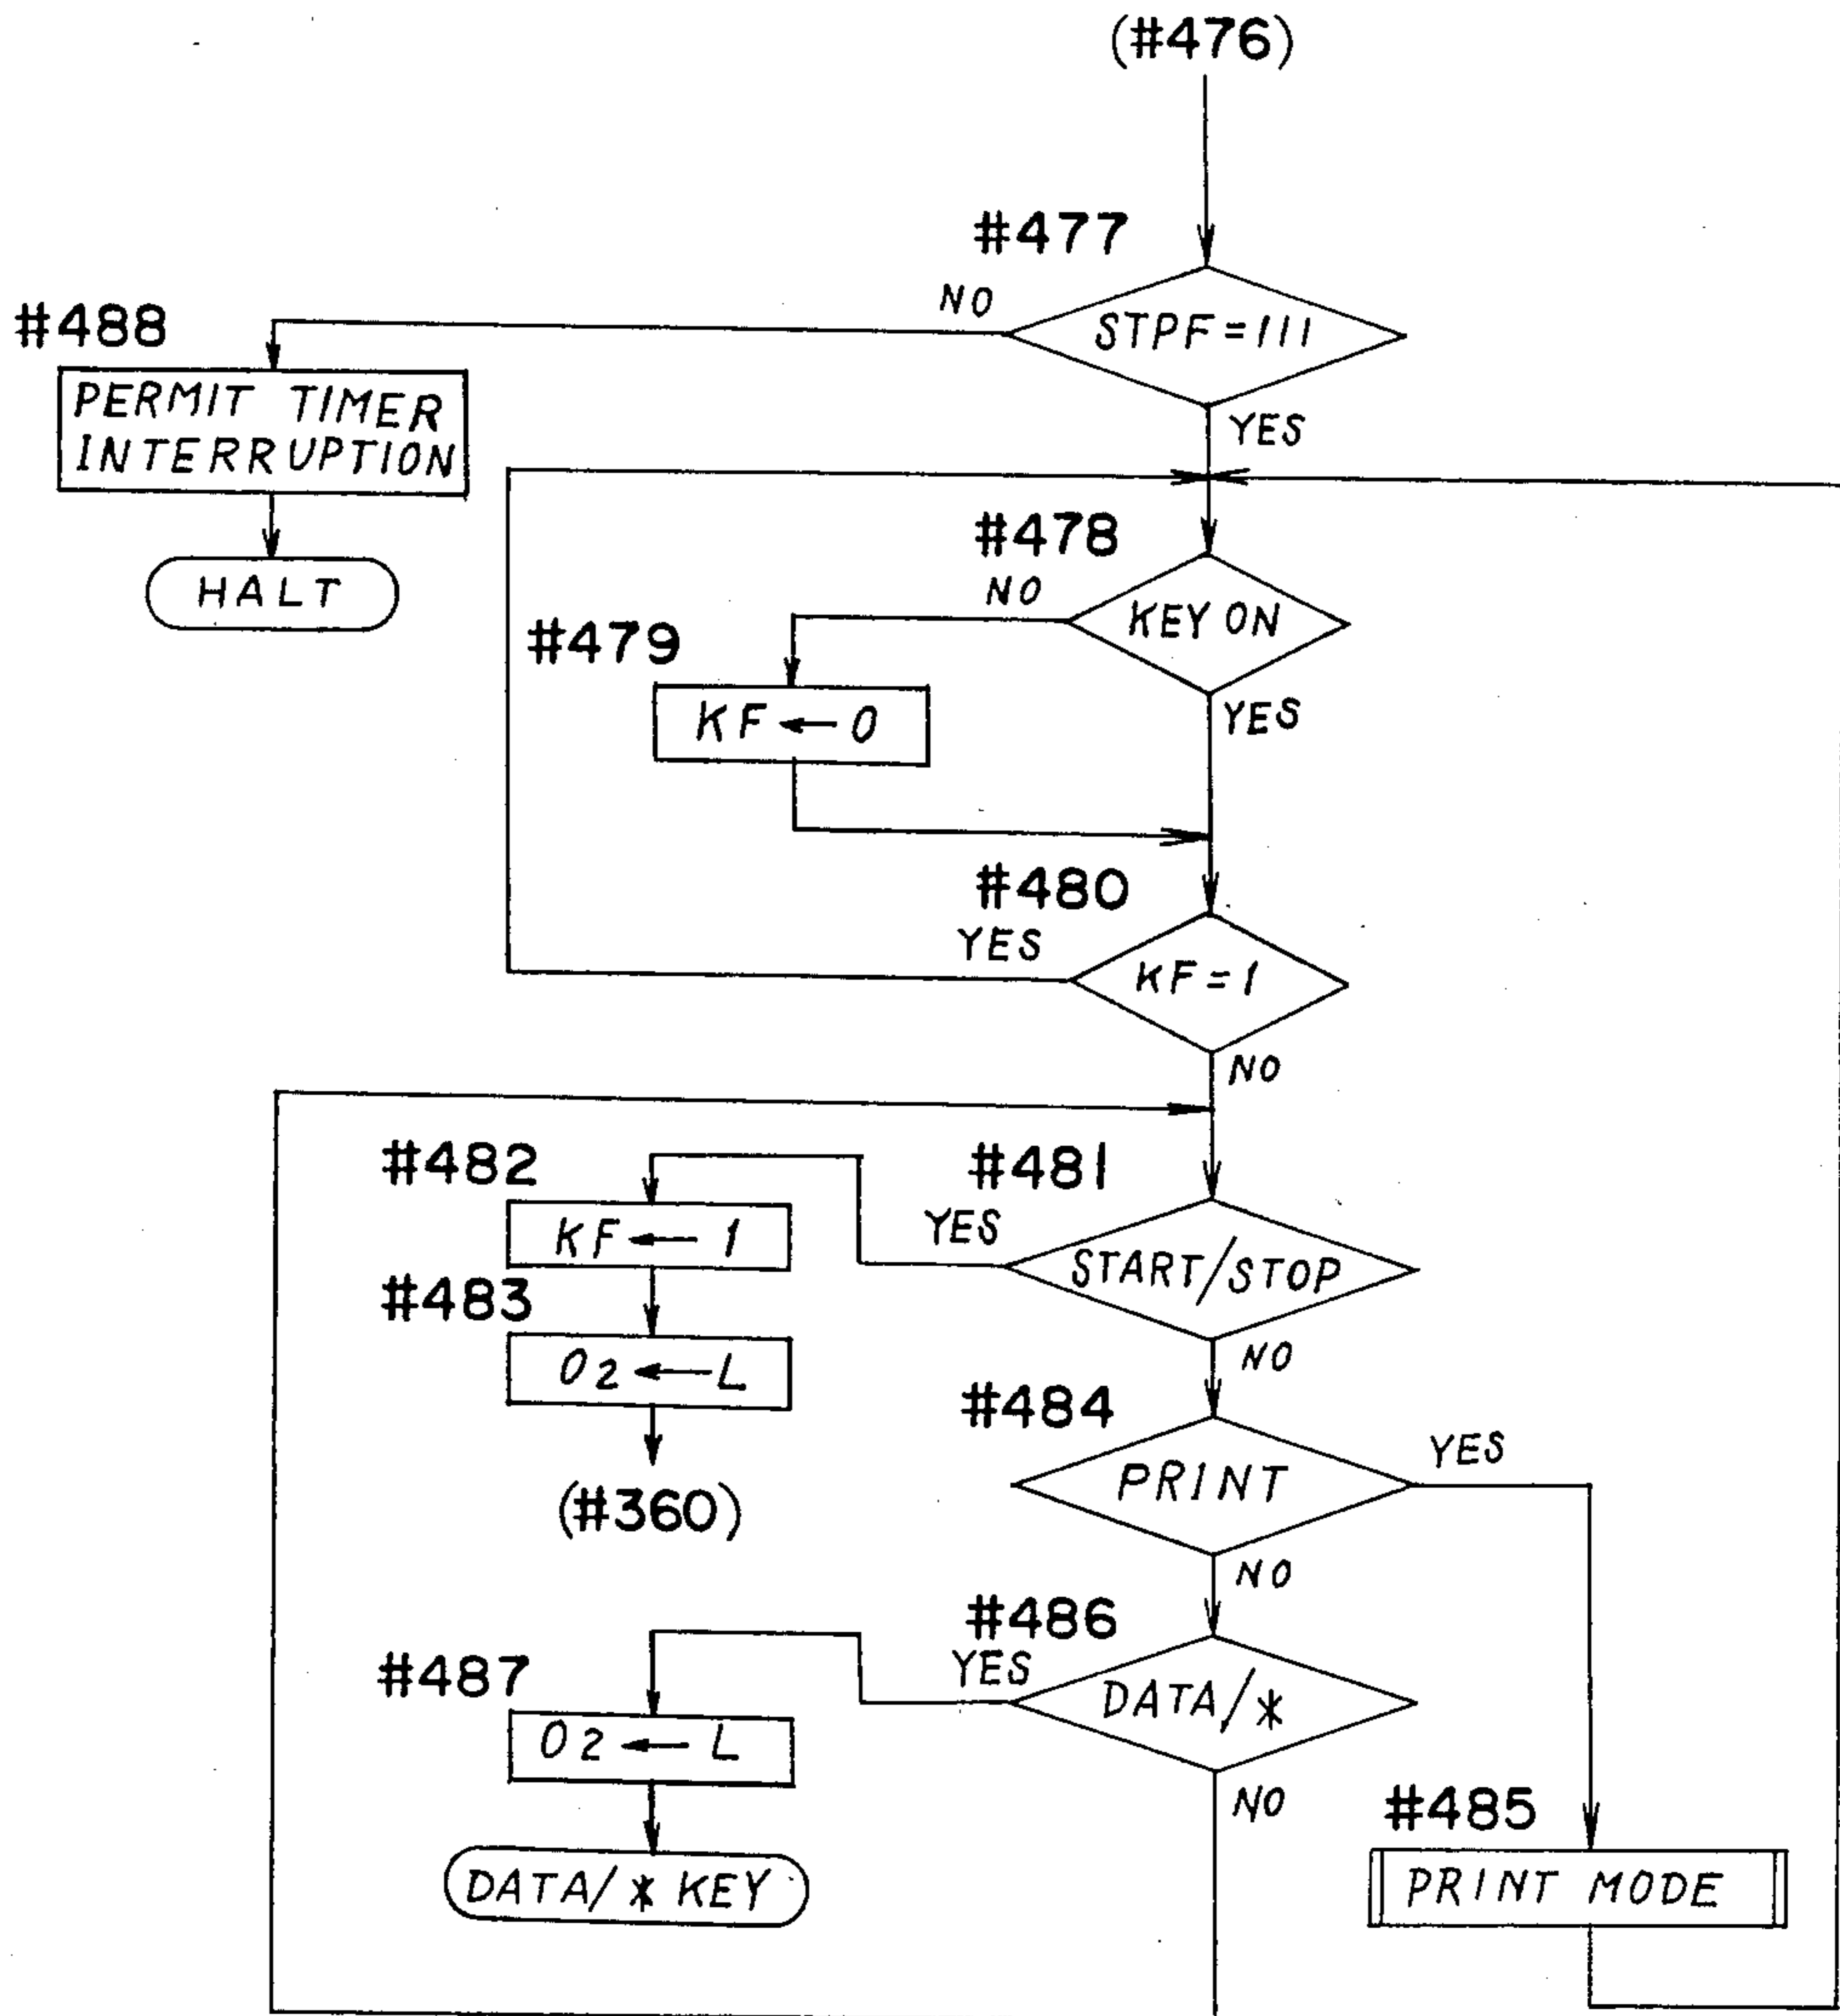 (#476)
#477
NO
STPF=111
#488
PERMIT TIMER
INTERRUPTION
YES
HALT
#478
NO
KEY ON
#479
KF ← 0
YES
#480
YES
KF=1
NO
#482
#481
KF ← 1
YES
START/STOP
#483
O2 ← L
NO
#484
PRINT
YES
(#360)
NO
#486
#487
YES
DATA/*
O2 ← L
NO
#485
DATA/* KEY
PRINT MODE